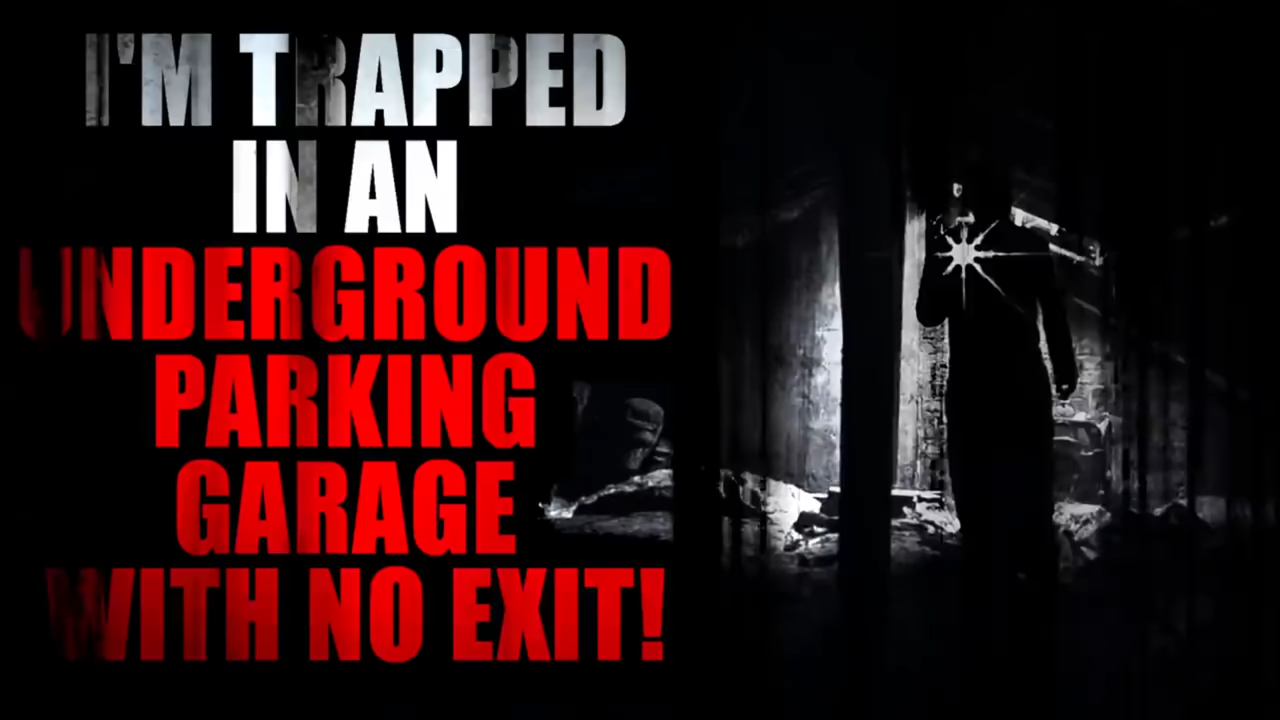 I'M TRAPPED
IN AN
UNDERGROUND
PARKING
GARAGE
WITH NO EXIT!